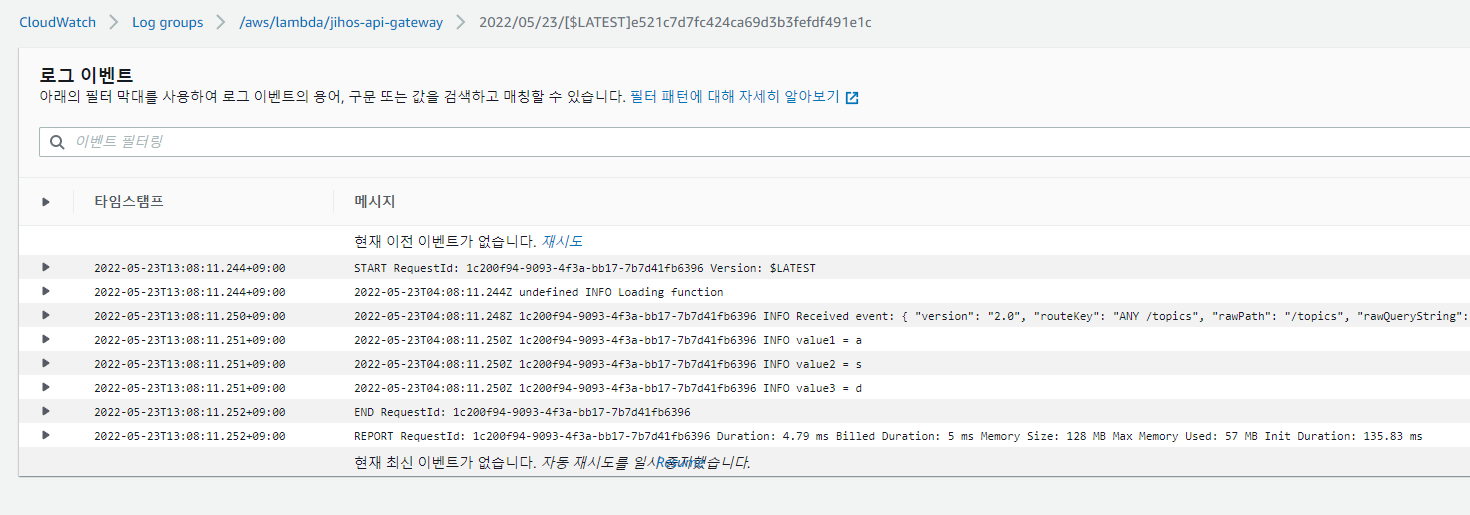 CloudWatch > Log groups > /aws/lambda/jihos-api-gateway > 2022/05/23/[$LATEST]e521c7d7fc424ca69d3b3fefdf491e1c
로그 이벤트
아래의 필터 막대를 사용하여 로그 이벤트의 용어, 구문 또는 값을 검색하고 매칭할 수 있습니다. 필터 패턴에 대해 자세히 알아보기
이벤트 필터링
타임스탬프 메시지
현재 이전 이벤트가 없습니다. 재시도
2022-05-23T13:08:11.244+09:00 START RequestId: 1c200f94-9093-4f3a-bb17-7b7d41fb6396 Version: $LATEST
2022-05-23T13:08:11.244+09:00 2022-05-23T04:08:11.244Z undefined INFO Loading function
2022-05-23T13:08:11.250+09:00 2022-05-23T04:08:11.248Z 1c200f94-9093-4f3a-bb17-7b7d41fb6396 INFO Received event: { "version": "2.0", "routeKey": "ANY /topics", "rawPath": "/topics", "rawQueryString":
2022-05-23T13:08:11.251+09:00 2022-05-23T04:08:11.250Z 1c200f94-9093-4f3a-bb17-7b7d41fb6396 INFO value1 = a
2022-05-23T13:08:11.251+09:00 2022-05-23T04:08:11.250Z 1c200f94-9093-4f3a-bb17-7b7d41fb6396 INFO value2 = s
2022-05-23T13:08:11.251+09:00 2022-05-23T04:08:11.250Z 1c200f94-9093-4f3a-bb17-7b7d41fb6396 INFO value3 = d
2022-05-23T13:08:11.252+09:00 END RequestId: 1c200f94-9093-4f3a-bb17-7b7d41fb6396
2022-05-23T13:08:11.252+09:00 REPORT RequestId: 1c200f94-9093-4f3a-bb17-7b7d41fb6396 Duration: 4.79 ms Billed Duration: 5 ms Memory Size: 128 MB Max Memory Used: 57 MB Init Duration: 135.83 ms
현재 최신 이벤트가 없습니다. 자동 재시도를 일시 중지했습니다. Resume